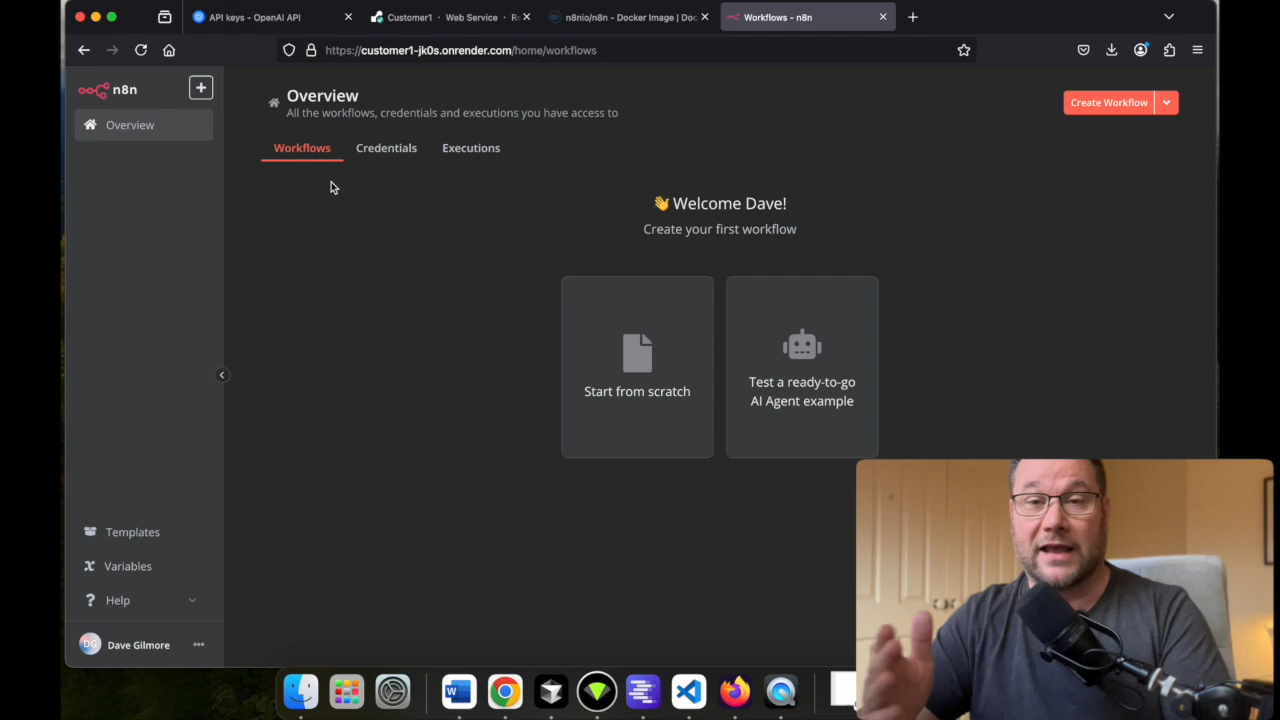 API keys - OpenAI API
Customer1 · Web Service · Re
n8nio/n8n - Docker Image | Doc
Workflows - n8n
https://customer1-jk0s.onrender.com/home/workflows
n8n
Overview
Overview
All the workflows, credentials and executions you have access to
Create Workflow
Workflows
Credentials
Executions
👋 Welcome Dave!
Create your first workflow
Start from scratch
Test a ready-to-go
AI Agent example
Templates
Variables
Help
DG
Dave Gilmore
W